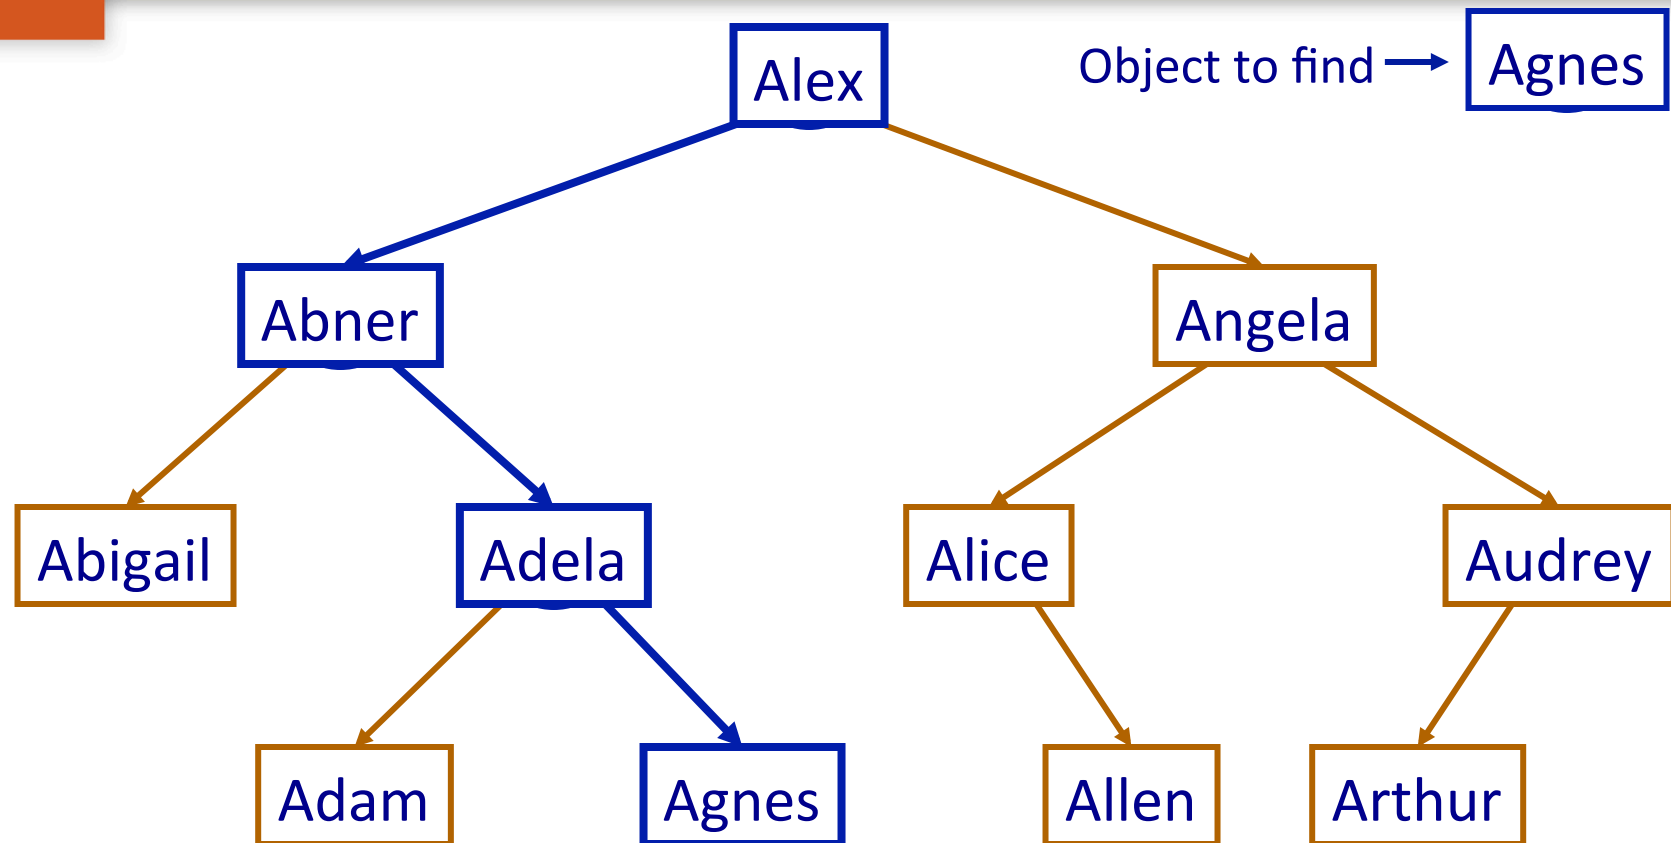 Alex
Object to find
Agnes
Abner
Angela
Abigail
Adela
Alice
Audrey
Adam
Agnes
Allen
Arthur